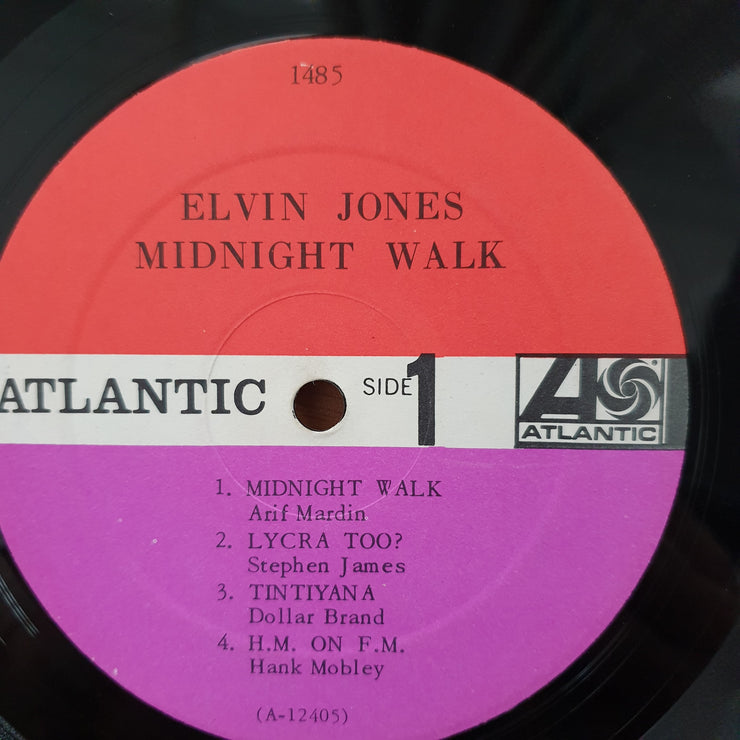 1485
ELVIN JONES
MIDNIGHT WALK
ATLANTIC SIDE 1 ATLANTIC
1. MIDNIGHT WALK
Arif Mardin
2. LYCRA TOO?
Stephen James
3. TINTIYANA
Dollar Brand
4. H.M. ON F.M.
Hank Mobley
(A-12405)